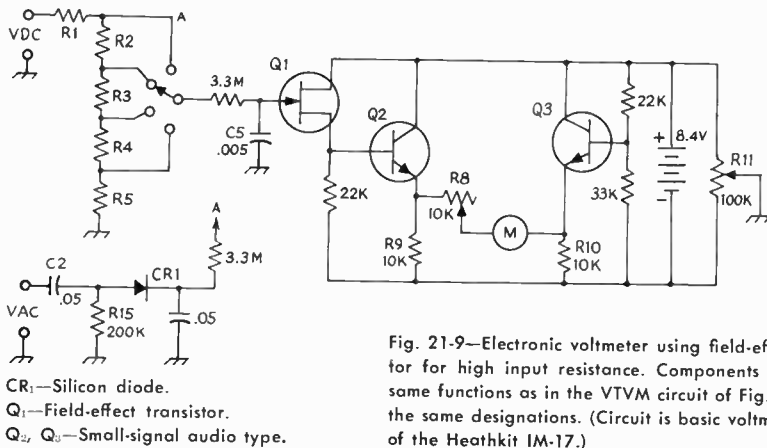 VDC
R1
R2
A
R3
R4
R5
3.3M
C5
.005
Q1
Q2
22K
R8
10K
R9
10K
M
Q3
R10
10K
22K
33K
+
8.4V
-
R11
100K
A
3.3M
C2
.05
CR1
R15
200K
.05
VAC
CR₁—Silicon diode.
Q₁—Field-effect transistor.
Q₂, Q₃—Small-signal audio type.
Fig. 21-9—Electronic voltmeter using field-ef
tor for high input resistance. Components
same functions as in the VTVM circuit of Fig.
the same designations. (Circuit is basic voltm
of the Heathkit IM-17.)